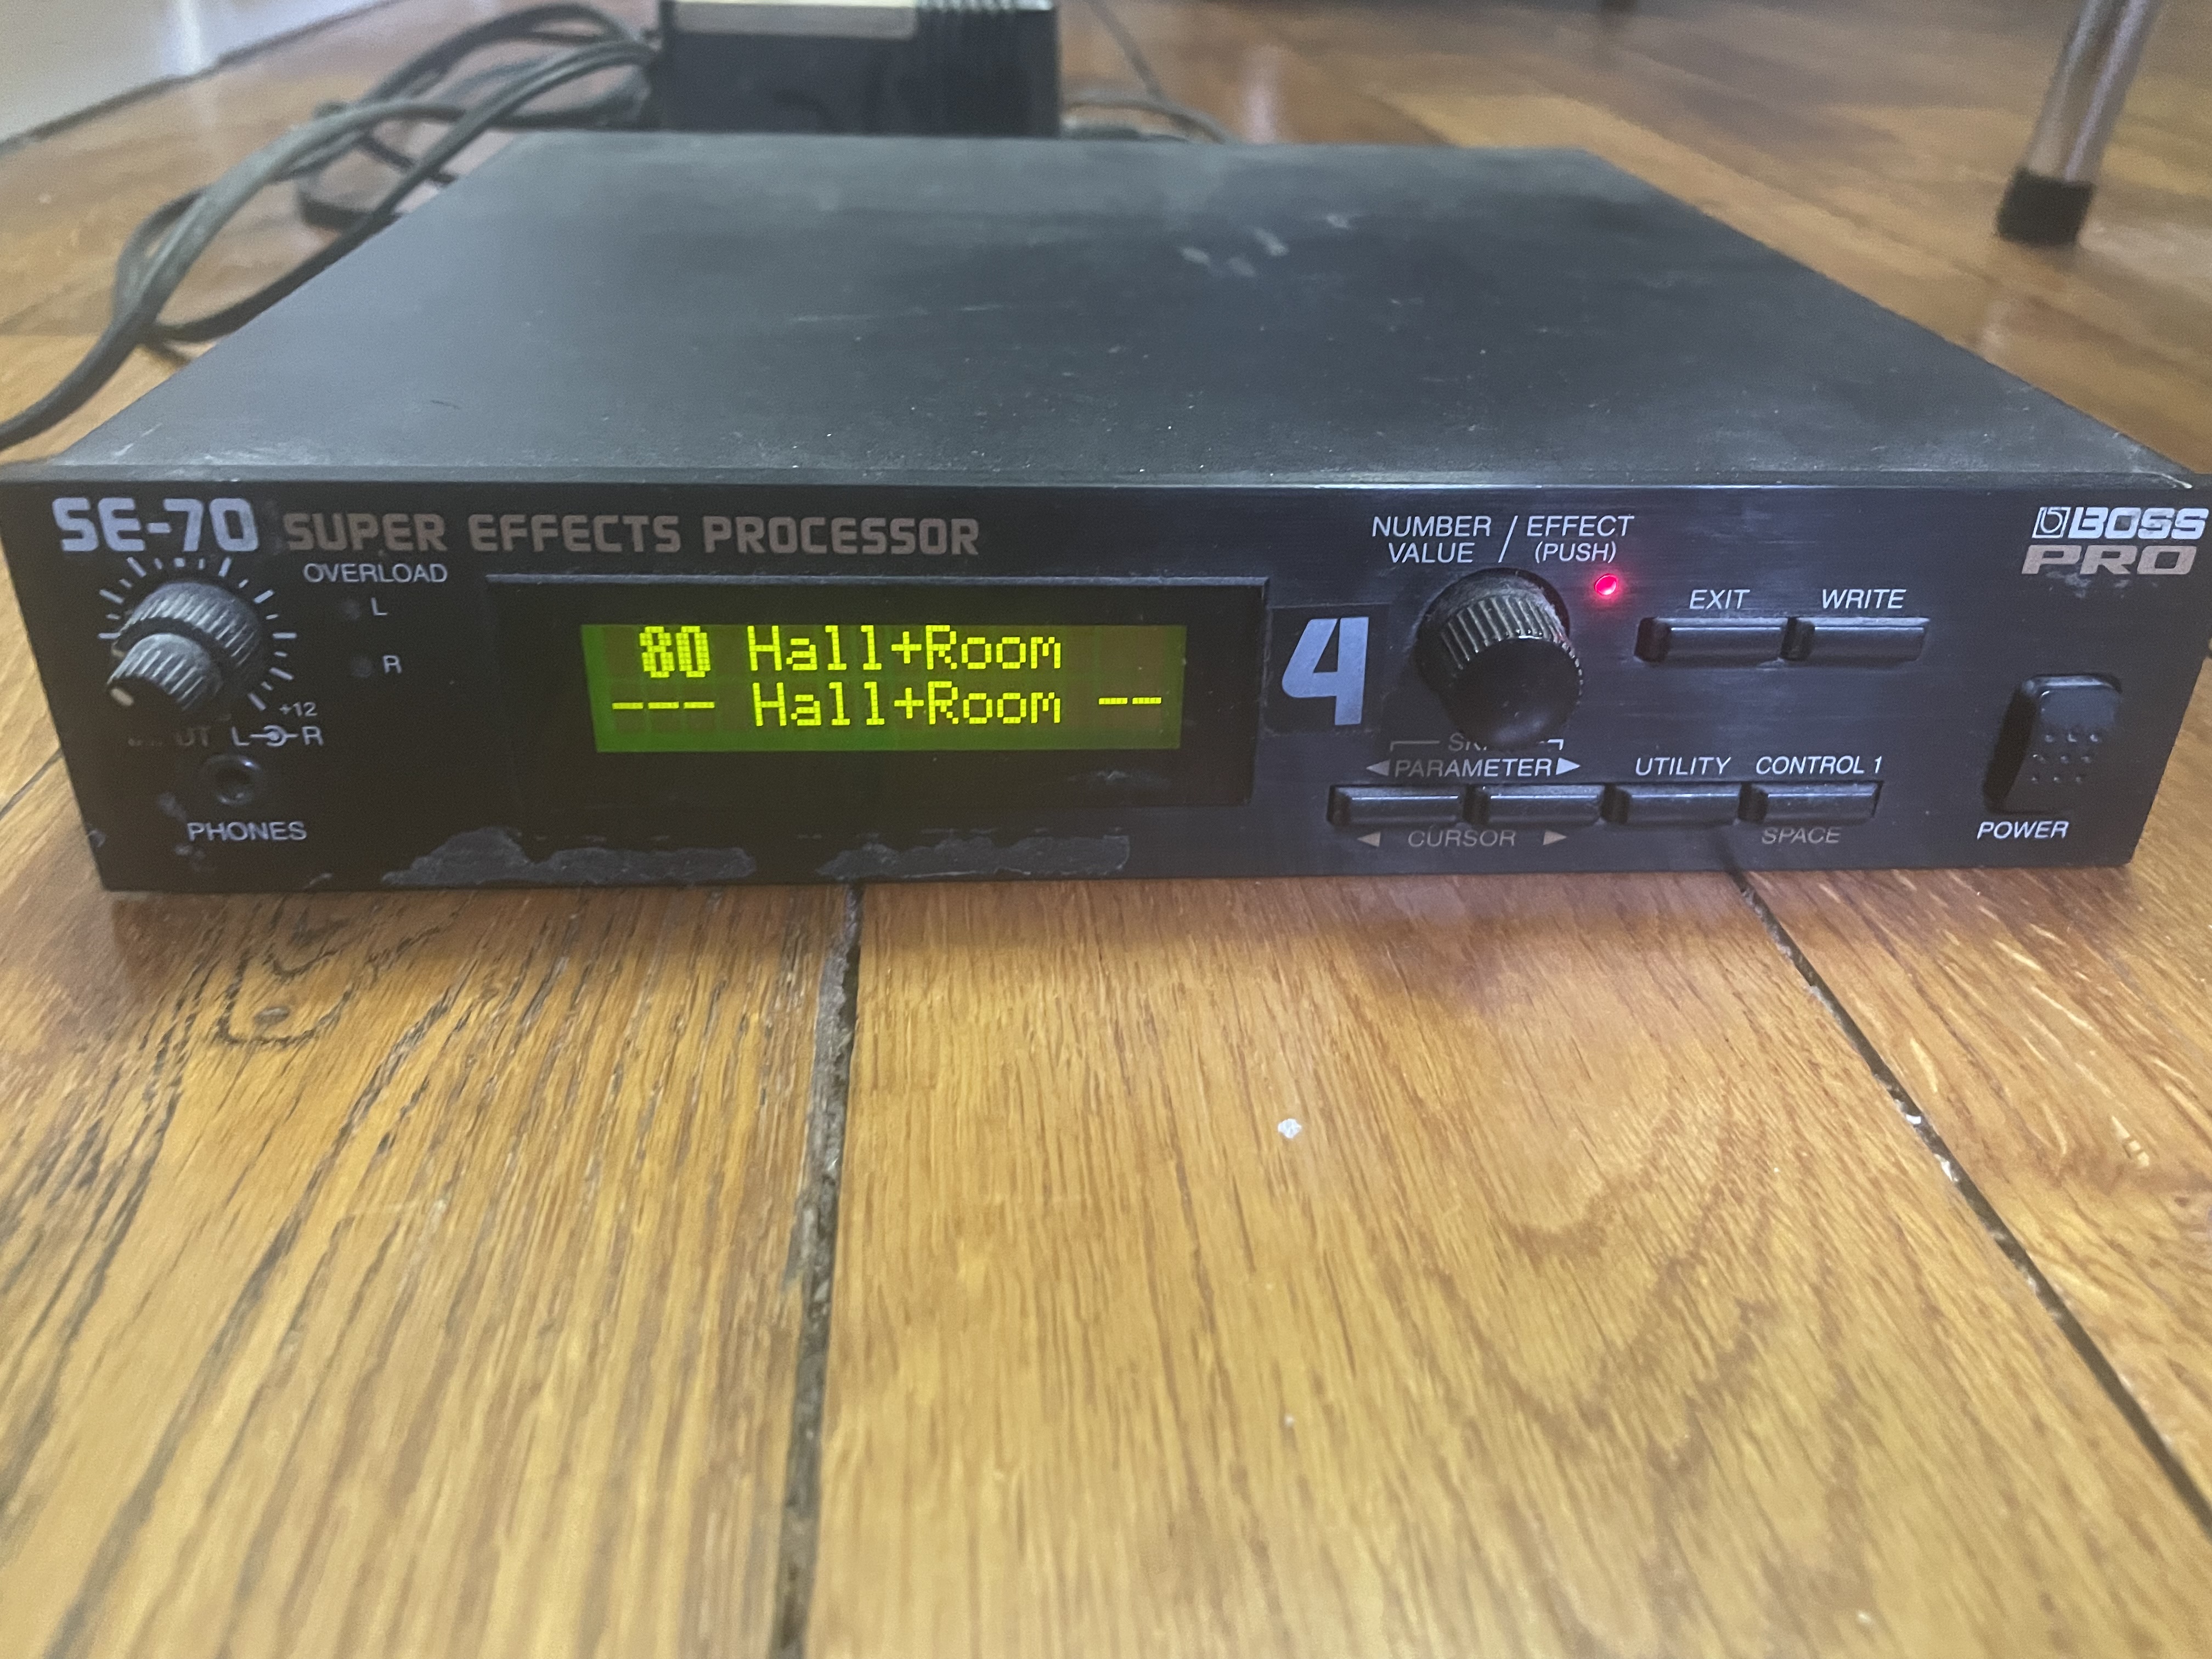 SE-70 SUPER EFFECTS PROCESSOR
OVERLOAD
L
R
+12
L R
PHONES
80 Hall+Room
--- Hall+Room --
4
NUMBER / EFFECT
VALUE (PUSH)
EXIT WRITE
BOSS
PRO
◀PARAMETER▶ UTILITY CONTROL 1
◀ CURSOR ▶ SPACE
POWER